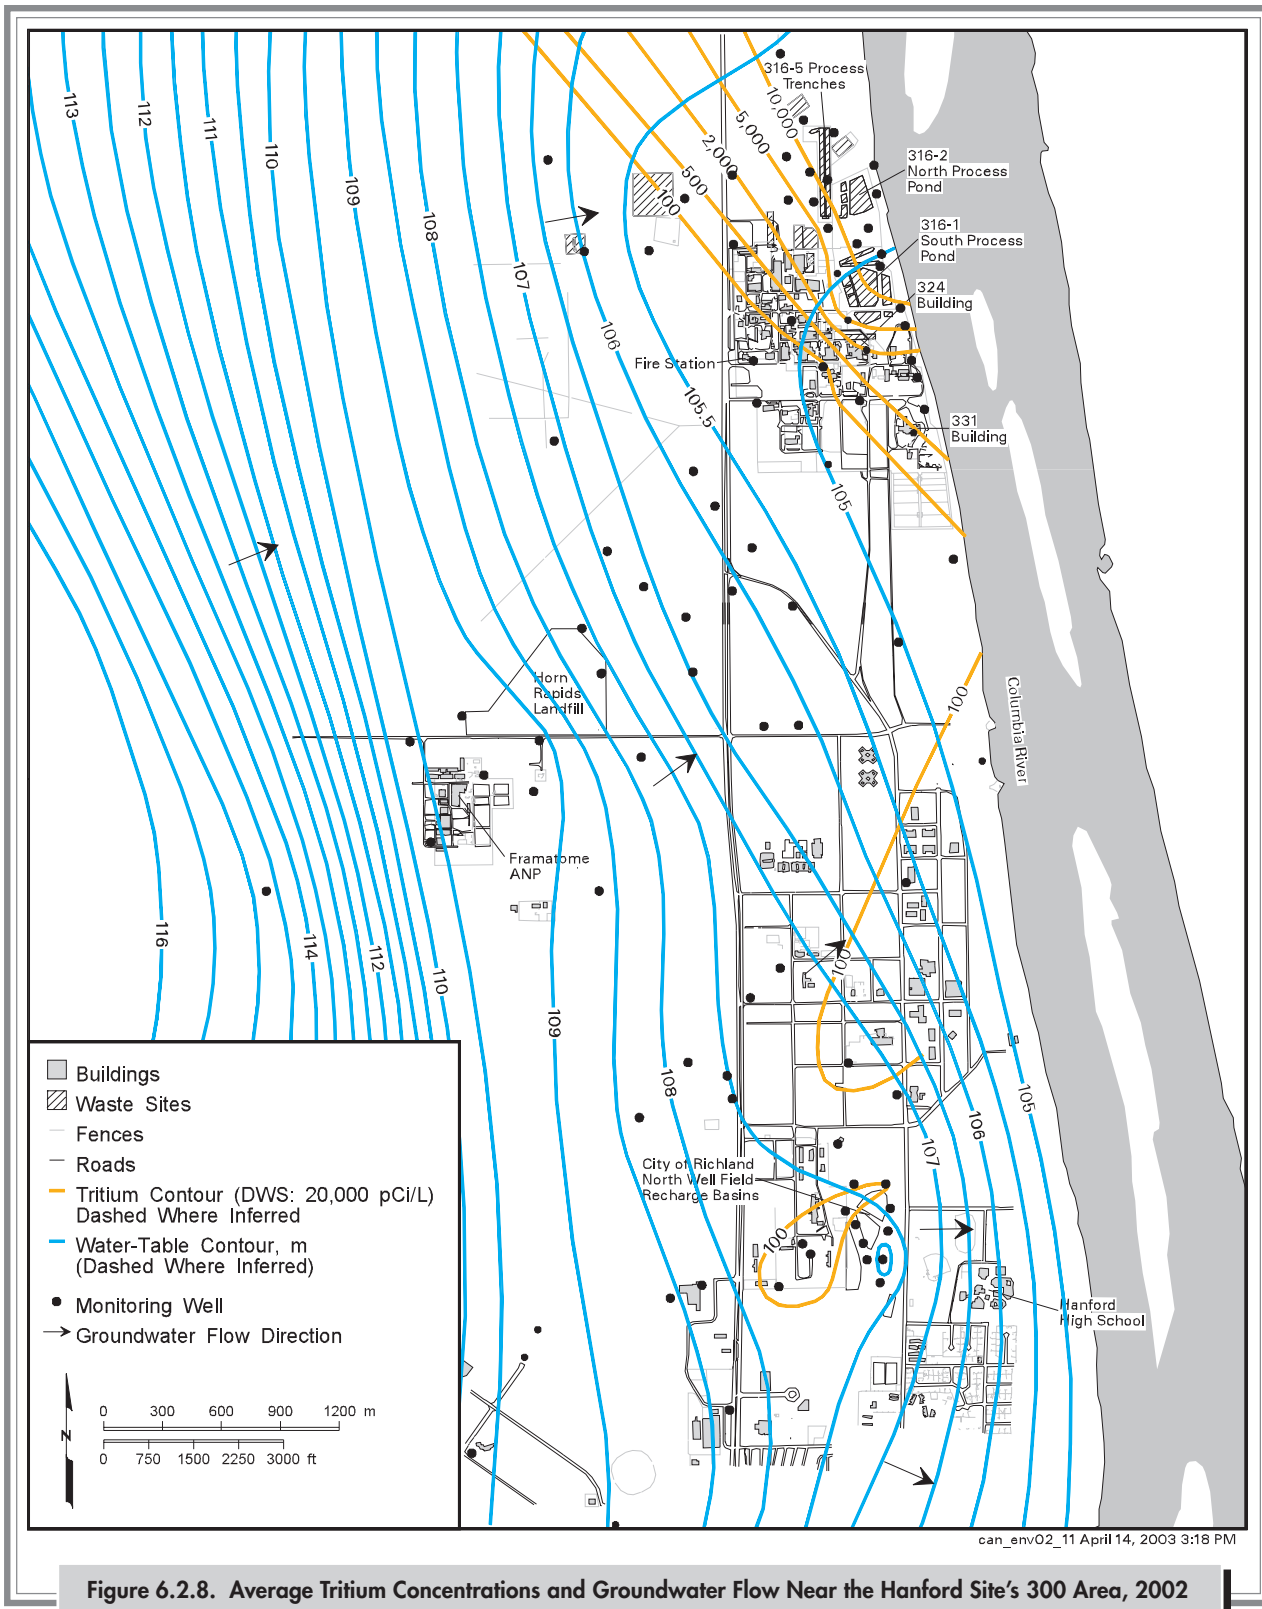 316-5 Process
Trenches
10,000
5,000
2,000
500
100
113
112
111
110
109
108
107
106
105.5
105
316-2
North Process
Pond
316-1
South Process
Pond
324
Building
Fire Station
331
Building
Horn
Rapids
Landfill
100
Columbia River
Framatome
ANP
100
116
114
112
110
109
108
107
106
105
City of Richland
North Well Field
Recharge Basins
100
Hanford
High School
Buildings
Waste Sites
Fences
Roads
Tritium Contour (DWS: 20,000 pCi/L)
Dashed Where Inferred
Water-Table Contour, m
(Dashed Where Inferred)
Monitoring Well
Groundwater Flow Direction
N
0 300 600 900 1200 m
0 750 1500 2250 3000 ft
can_env02_11 April 14, 2003 3:18 PM
Figure 6.2.8. Average Tritium Concentrations and Groundwater Flow Near the Hanford Site's 300 Area, 2002